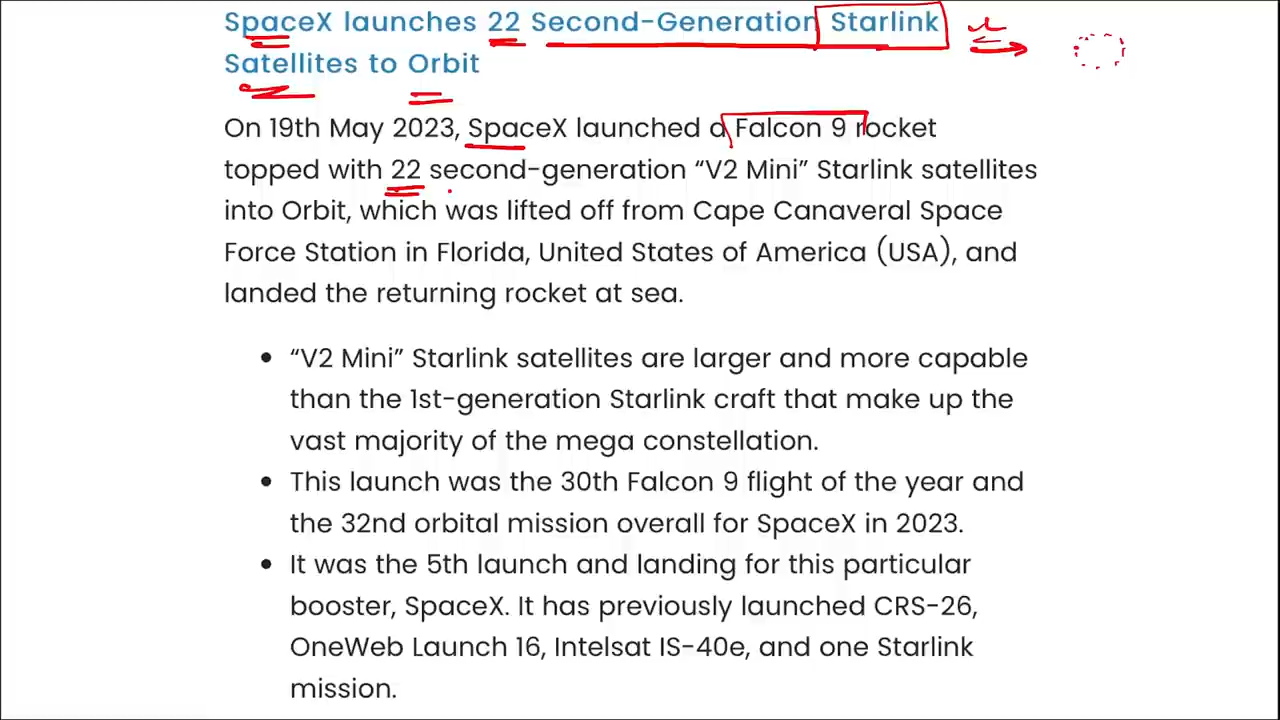 SpaceX launches 22 Second-Generation Starlink
Satellites to Orbit
On 19th May 2023, SpaceX launched a Falcon 9 rocket
topped with 22 second-generation “V2 Mini” Starlink satellites
into Orbit, which was lifted off from Cape Canaveral Space
Force Station in Florida, United States of America (USA), and
landed the returning rocket at sea.
• “V2 Mini” Starlink satellites are larger and more capable
than the 1st-generation Starlink craft that make up the
vast majority of the mega constellation.
• This launch was the 30th Falcon 9 flight of the year and
the 32nd orbital mission overall for SpaceX in 2023.
• It was the 5th launch and landing for this particular
booster, SpaceX. It has previously launched CRS-26,
OneWeb Launch 16, Intelsat IS-40e, and one Starlink
mission.